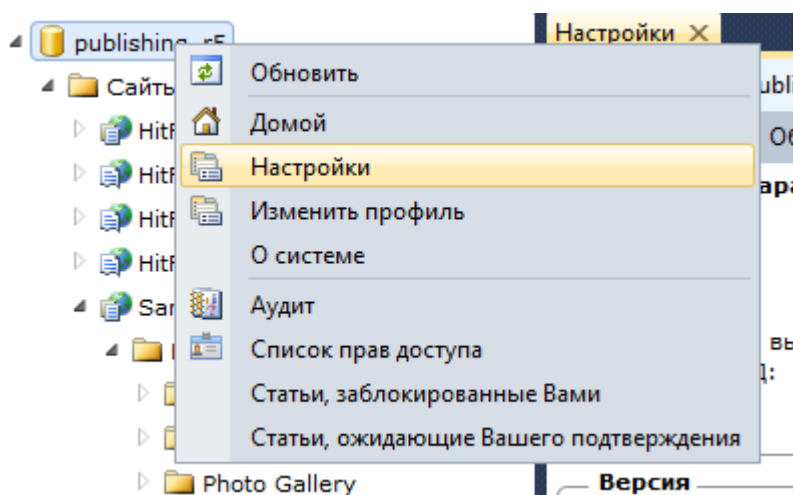 publishing_r5
Настройки
Обновить
Сайты
Домой
Настройки
Изменить профиль
О системе
Аудит
Список прав доступа
Статьи, заблокированные Вами
Статьи, ожидающие Вашего подтверждения
Photo Gallery
Версия